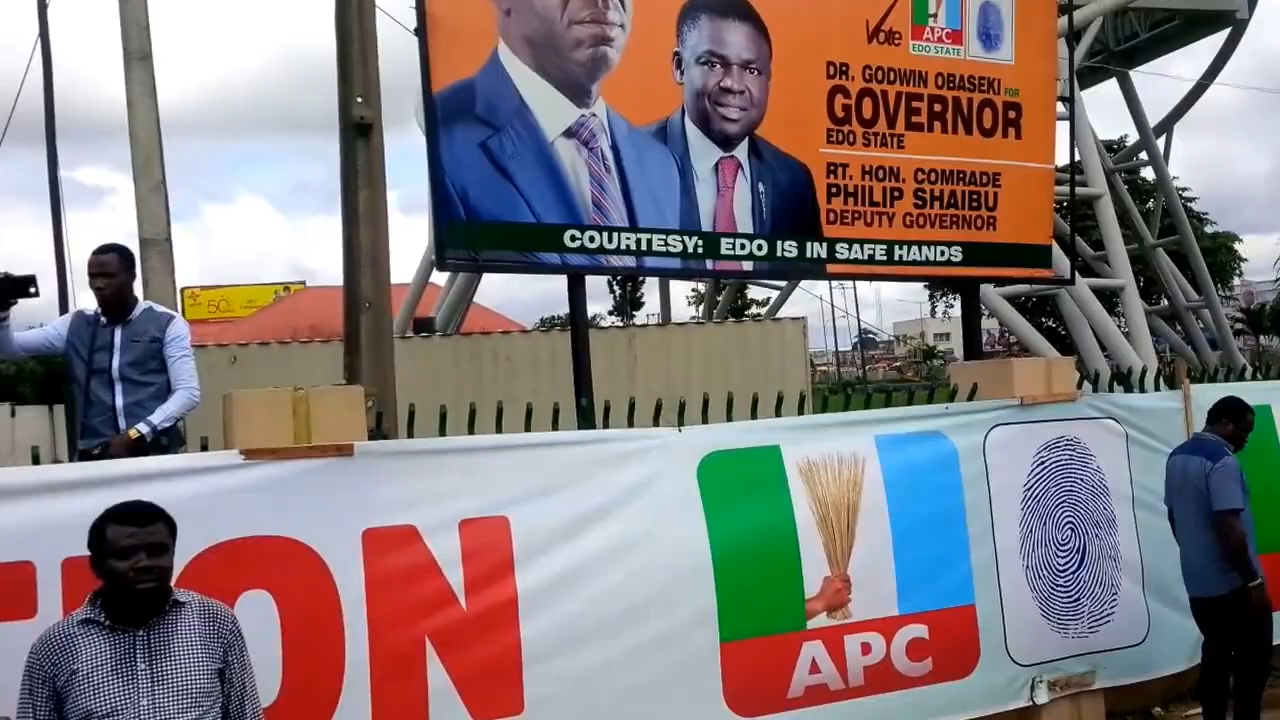 Vote
APC
EDO STATE
DR. GODWIN OBASEKI FOR
GOVERNOR
EDO STATE
RT. HON. COMRADE
PHILIP SHAIBU
DEPUTY GOVERNOR
COURTESY: EDO IS IN SAFE HANDS
50
TION
APC